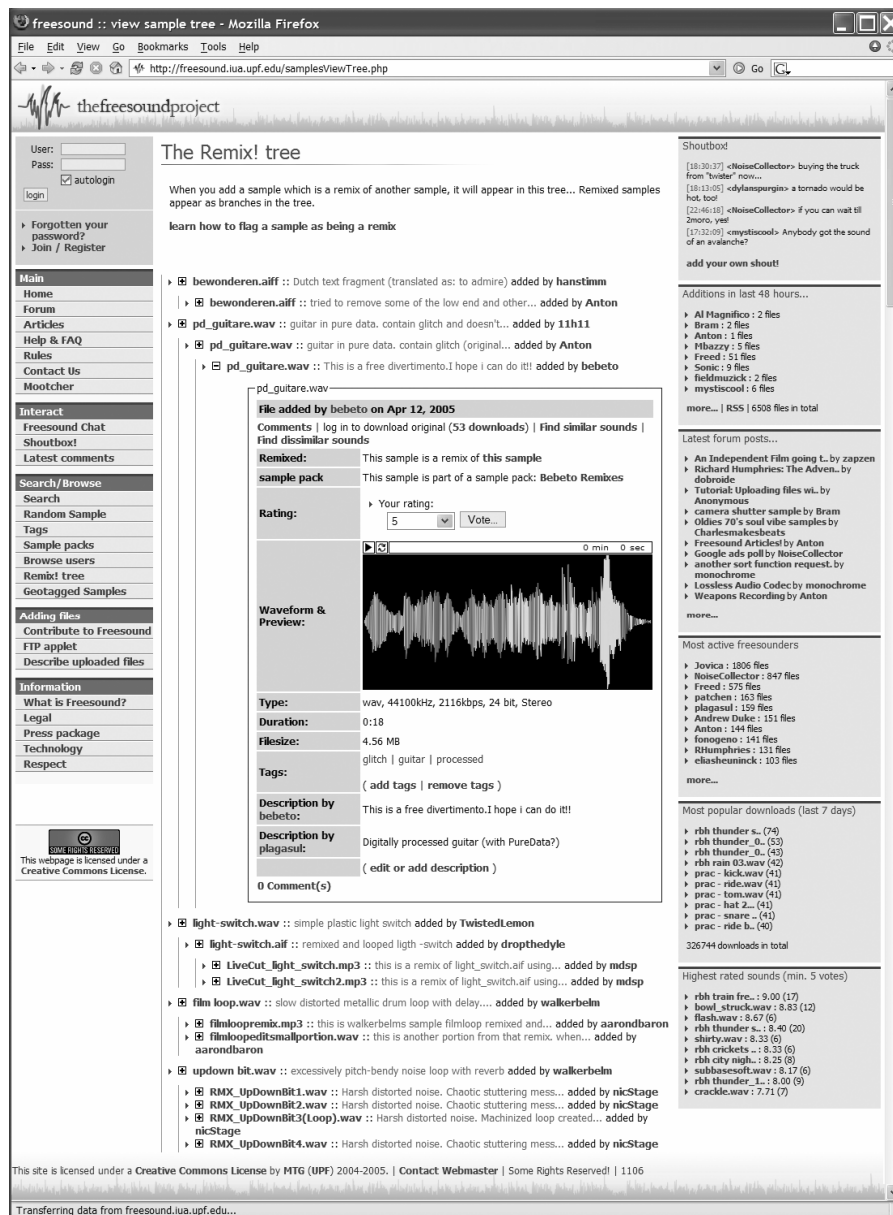 freesound :: view sample tree - Mozilla Firefox
File Edit View Go Bookmarks Tools Help
http://freesound.iua.upf.edu/samplesViewTree.php
Go
thefreesoundproject
User:
Pass:
autologin
login
Forgotten your
password?
Join / Register
Main
Home
Forum
Articles
Help & FAQ
Rules
Contact Us
Mootcher
Interact
Freesound Chat
Shoutbox!
Latest comments
Search/Browse
Search
Random Sample
Tags
Sample packs
Browse users
Remix! tree
Geotagged Samples
Adding files
Contribute to Freesound
FTP applet
Describe uploaded files
Information
What is Freesound?
Legal
Press package
Technology
Respect
SOME RIGHTS RESERVED
This webpage is licensed under a
Creative Commons License.
The Remix! tree
When you add a sample which is a remix of another sample, it will appear in this tree... Remixed samples
appear as branches in the tree.
learn how to flag a sample as being a remix
bewonderen.aiff :: Dutch text fragment (translated as: to admire) added by hanstimm
bewonderen.aiff :: tried to remove some of the low end and other... added by Anton
pd_guitare.wav :: guitar in pure data. contain glitch and doesn't... added by 11h11
pd_guitare.wav :: guitar in pure data. contain glitch (original... added by Anton
pd_guitare.wav :: This is a free divertimento.I hope i can do it!! added by bebeto
pd_guitare.wav
File added by bebeto on Apr 12, 2005
Comments | log in to download original (53 downloads) | Find similar sounds |
Find dissimilar sounds
Remixed: This sample is a remix of this sample
sample pack This sample is part of a sample pack: Bebeto Remixes
Rating:
Your rating:
5 Vote...
0 min 0 sec
Waveform &
Preview:
Type: wav, 44100kHz, 2116kbps, 24 bit, Stereo
Duration: 0:18
Filesize: 4.56 MB
Tags:
glitch | guitar | processed
( add tags | remove tags )
Description by
bebeto:
This is a free divertimento.I hope i can do it!!
Description by
plagasul:
Digitally processed guitar (with PureData?)
( edit or add description )
0 Comment(s)
light-switch.wav :: simple plastic light switch added by TwistedLemon
light-switch.aif :: remixed and looped ligth -switch added by dropthedyle
LiveCut_light_switch.mp3 :: this is a remix of light_switch.aif using... added by mdsp
LiveCut_light_switch2.mp3 :: this is a remix of light_switch.aif using... added by mdsp
film loop.wav :: slow distorted metallic drum loop with delay.... added by walkerbelm
filmloopremix.mp3 :: this is walkerbelms sample filmloop remixed and... added by aarondbaron
filmloopeditsmallportion.wav :: this is another portion from that remix. when... added by
aarondbaron
updown bit.wav :: excessively pitch-bendy noise loop with reverb added by walkerbelm
RMX_UpDownBit1.wav :: Harsh distorted noise. Chaotic stuttering mess... added by nicStage
RMX_UpDownBit2.wav :: Harsh distorted noise. Chaotic stuttering mess... added by nicStage
RMX_UpDownBit3(Loop).wav :: Harsh distorted noise. Machinized loop created... added by
nicStage
RMX_UpDownBit4.wav :: Harsh distorted noise. Chaotic stuttering mess... added by nicStage
Shoutbox!
[18:30:37] <NoiseCollector> buying the truck
from "twister" now...
[18:13:05] <dylanspurgin> a tornado would be
hot, too!
[22:46:18] <NoiseCollector> if you can wait till
2moro, yes!
[17:32:09] <mystiscool> Anybody got the sound
of an avalanche?
add your own shout!
Additions in last 48 hours...
Al Magnifico : 2 files
Bram : 2 files
Anton : 1 files
Mbazzy : 5 files
Freed : 51 files
Sonic : 9 files
fieldmuzick : 2 files
mystiscool : 6 files
more... | RSS | 6508 files in total
Latest forum posts...
An Independent Film going t.. by zapzen
Richard Humphries: The Adven.. by
dobroide
Tutorial: Uploading files wi.. by
Anonymous
camera shutter sample by Bram
Oldies 70's soul vibe samples by
Charlesmakesbeats
Freesound Articles! by Anton
Google ads poll by NoiseCollector
another sort function request. by
monochrome
Lossless Audio Codec by monochrome
Weapons Recording by Anton
more...
Most active freesounders
Jovica : 1806 files
NoiseCollector : 847 files
Freed : 575 files
patchen : 163 files
plagasul : 159 files
Andrew Duke : 151 files
Anton : 144 files
fonogeno : 141 files
RHumphries : 131 files
eliasheuninck : 103 files
more...
Most popular downloads (last 7 days)
rbh thunder s.. (74)
rbh thunder_0.. (53)
rbh thunder_0.. (43)
rbh rain 03.wav (42)
prac - kick.wav (41)
prac - ride.wav (41)
prac - tom.wav (41)
prac - hat 2... (41)
prac - snare .. (41)
prac - ride b.. (40)
326744 downloads in total
Highest rated sounds (min. 5 votes)
rbh train fre.. : 9.00 (17)
bowl_struck.wav : 8.83 (12)
flash.wav : 8.67 (6)
rbh thunder s.. : 8.40 (20)
shirty.wav : 8.33 (6)
rbh crickets .. : 8.33 (6)
rbh city nigh.. : 8.25 (8)
subbasesoft.wav : 8.17 (6)
rbh thunder_1.. : 8.00 (9)
crackle.wav : 7.71 (7)
This site is licensed under a Creative Commons License by MTG (UPF) 2004-2005. | Contact Webmaster | Some Rights Reserved! | 1106
Transferring data from freesound.iua.upf.edu...